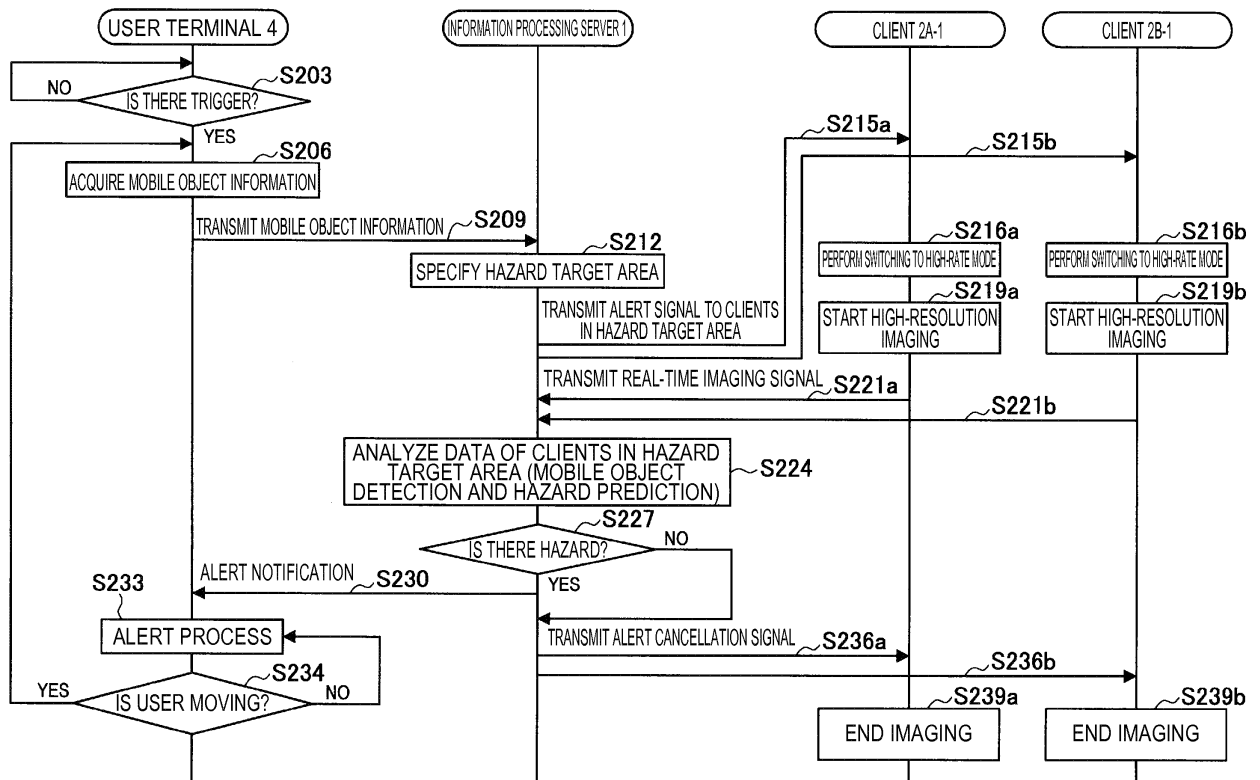 USER TERMINAL 4
INFORMATION PROCESSING SERVER 1
CLIENT 2A-1
CLIENT 2B-1
S203
NO
IS THERE TRIGGER?
YES
S206
ACQUIRE MOBILE OBJECT INFORMATION
S215a
S215b
TRANSMIT MOBILE OBJECT INFORMATION
S209
S212
SPECIFY HAZARD TARGET AREA
S216a
PERFORM SWITCHING TO HIGH-RATE MODE
S216b
PERFORM SWITCHING TO HIGH-RATE MODE
TRANSMIT ALERT SIGNAL TO CLIENTS
IN HAZARD TARGET AREA
S219a
START HIGH-RESOLUTION
IMAGING
S219b
START HIGH-RESOLUTION
IMAGING
TRANSMIT REAL-TIME IMAGING SIGNAL
S221a
S221b
ANALYZE DATA OF CLIENTS IN HAZARD
TARGET AREA (MOBILE OBJECT
DETECTION AND HAZARD PREDICTION)
S224
S227
IS THERE HAZARD?
NO
YES
ALERT NOTIFICATION
S230
S233
ALERT PROCESS
TRANSMIT ALERT CANCELLATION SIGNAL
S236a
S236b
S234
YES
IS USER MOVING?
NO
S239a
END IMAGING
S239b
END IMAGING